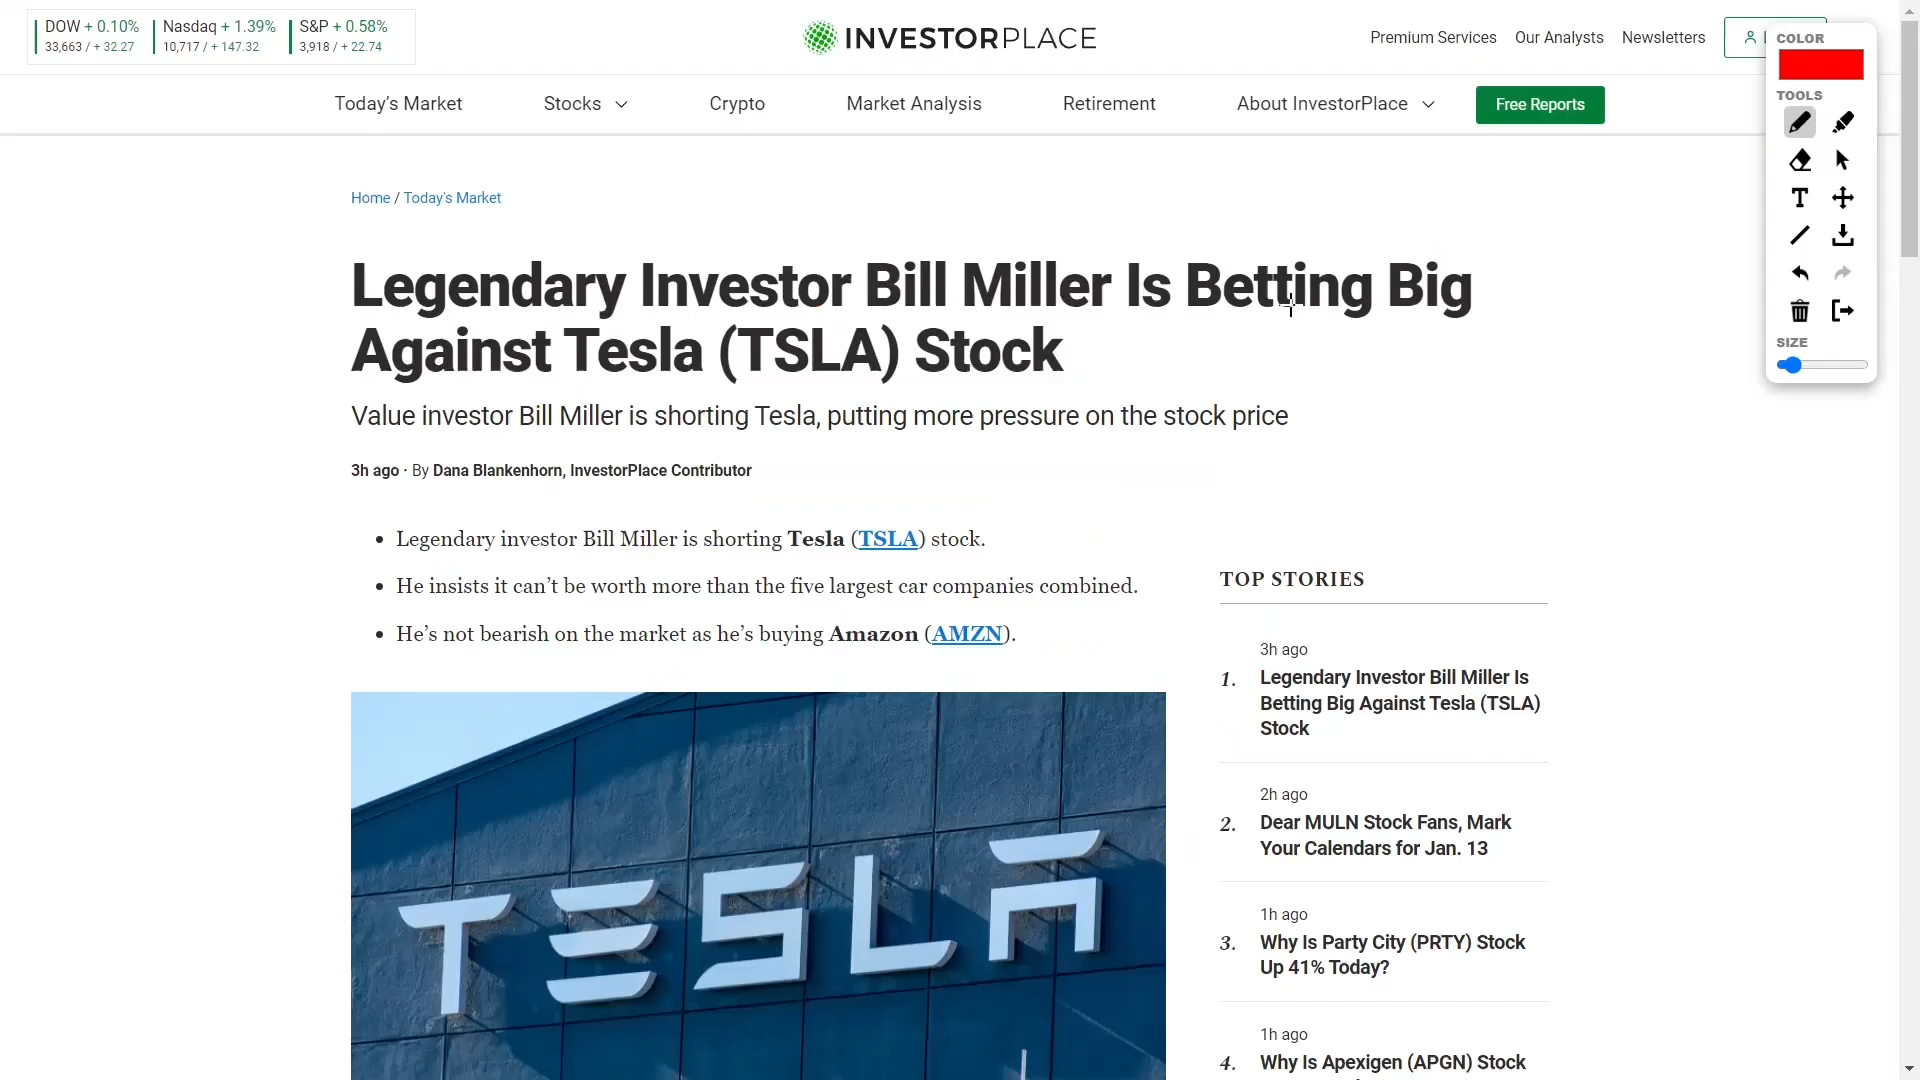 DOW + 0.10%
33,663 / + 32.27
Nasdaq + 1.39%
10,717 / + 147.32
S&P + 0.58%
3,918 / + 22.74
INVESTORPLACE
Premium Services
Our Analysts
Newsletters
Today’s Market
Stocks
Crypto
Market Analysis
Retirement
About InvestorPlace
Free Reports
COLOR
TOOLS
SIZE
Home / Today's Market
Legendary Investor Bill Miller Is Betting Big
Against Tesla (TSLA) Stock
Value investor Bill Miller is shorting Tesla, putting more pressure on the stock price
3h ago · By Dana Blankenhorn, InvestorPlace Contributor
• Legendary investor Bill Miller is shorting Tesla (TSLA) stock.
• He insists it can’t be worth more than the five largest car companies combined.
• He’s not bearish on the market as he’s buying Amazon (AMZN).
TESLA
TOP STORIES
3h ago
1. Legendary Investor Bill Miller Is
Betting Big Against Tesla (TSLA)
Stock
2h ago
2. Dear MULN Stock Fans, Mark
Your Calendars for Jan. 13
1h ago
3. Why Is Party City (PRTY) Stock
Up 41% Today?
1h ago
4. Why Is Apexigen (APGN) Stock